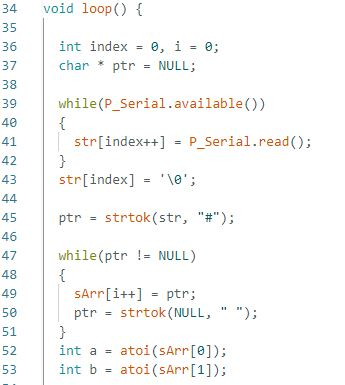 34 void loop() {
35
36 int index = 0, i = 0;
37 char * ptr = NULL;
38
39 while(P_Serial.available())
40 {
41 str[index++] = P_Serial.read();
42 }
43 str[index] = '\0';
44
45 ptr = strtok(str, "#");
46
47 while(ptr != NULL)
48 {
49 sArr[i++] = ptr;
50 ptr = strtok(NULL, " ");
51 }
52 int a = atoi(sArr[0]);
53 int b = atoi(sArr[1]);